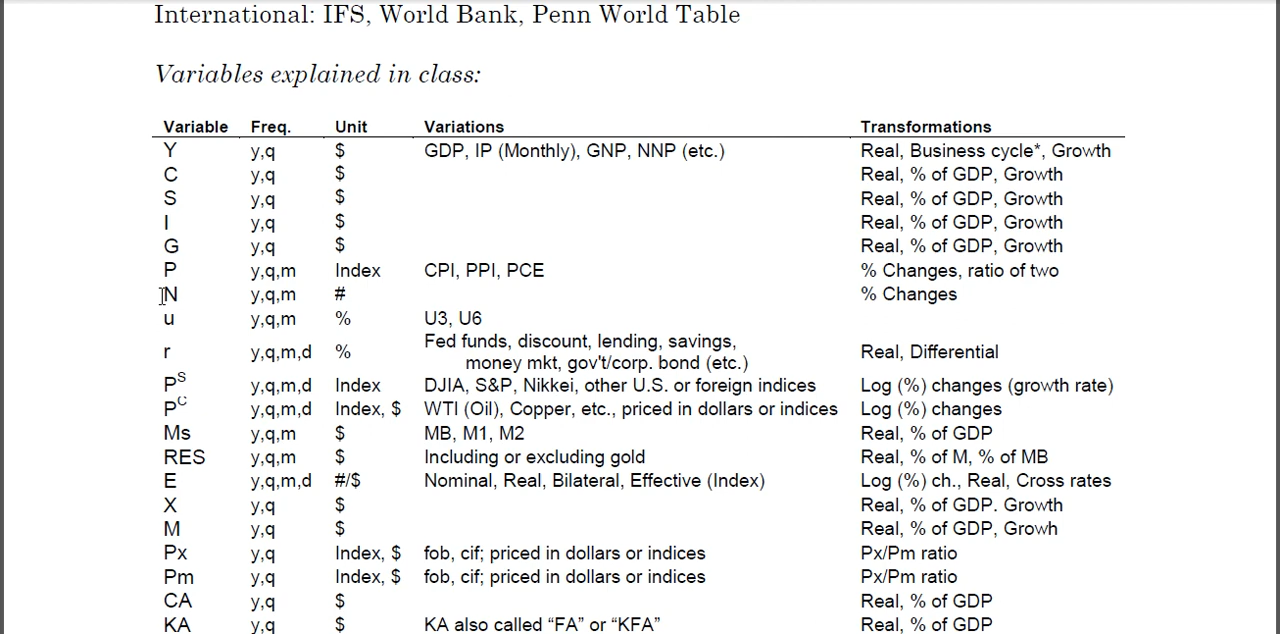 International: IFS, World Bank, Penn World Table
Variables explained in class:
Variable Freq. Unit Variations Transformations
Y y,q $ GDP, IP (Monthly), GNP, NNP (etc.) Real, Business cycle*, Growth
C y,q $ Real, % of GDP, Growth
S y,q $ Real, % of GDP, Growth
I y,q $ Real, % of GDP, Growth
G y,q $ Real, % of GDP, Growth
P y,q,m Index CPI, PPI, PCE % Changes, ratio of two
N y,q,m # % Changes
u y,q,m % U3, U6
r y,q,m,d % Fed funds, discount, lending, savings, Real, Differential
money mkt, gov't/corp. bond (etc.)
P^S y,q,m,d Index DJIA, S&P, Nikkei, other U.S. or foreign indices Log (%) changes (growth rate)
P^C y,q,m,d Index, $ WTI (Oil), Copper, etc., priced in dollars or indices Log (%) changes
Ms y,q,m $ MB, M1, M2 Real, % of GDP
RES y,q,m $ Including or excluding gold Real, % of M, % of MB
E y,q,m,d #/$ Nominal, Real, Bilateral, Effective (Index) Log (%) ch., Real, Cross rates
X y,q $ Real, % of GDP. Growth
M y,q $ Real, % of GDP, Growh
Px y,q Index, $ fob, cif; priced in dollars or indices Px/Pm ratio
Pm y,q Index, $ fob, cif; priced in dollars or indices Px/Pm ratio
CA y,q $ Real, % of GDP
KA y,q $ KA also called “FA” or “KFA” Real, % of GDP